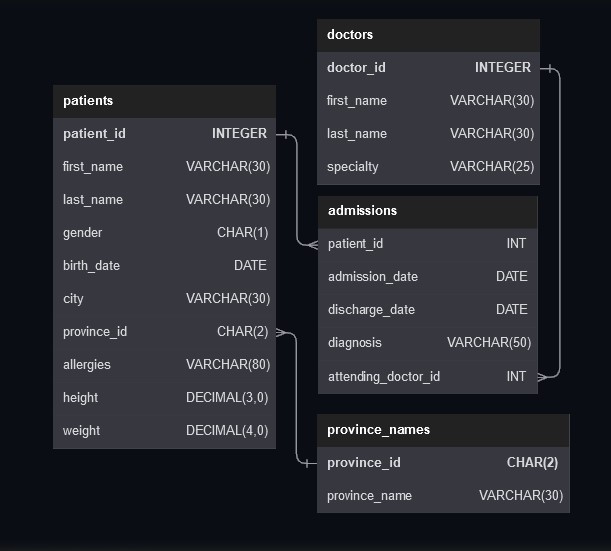 patients
patient_id INTEGER
first_name VARCHAR(30)
last_name VARCHAR(30)
gender CHAR(1)
birth_date DATE
city VARCHAR(30)
province_id CHAR(2)
allergies VARCHAR(80)
height DECIMAL(3,0)
weight DECIMAL(4,0)
doctors
doctor_id INTEGER
first_name VARCHAR(30)
last_name VARCHAR(30)
specialty VARCHAR(25)
admissions
patient_id INT
admission_date DATE
discharge_date DATE
diagnosis VARCHAR(50)
attending_doctor_id INT
province_names
province_id CHAR(2)
province_name VARCHAR(30)